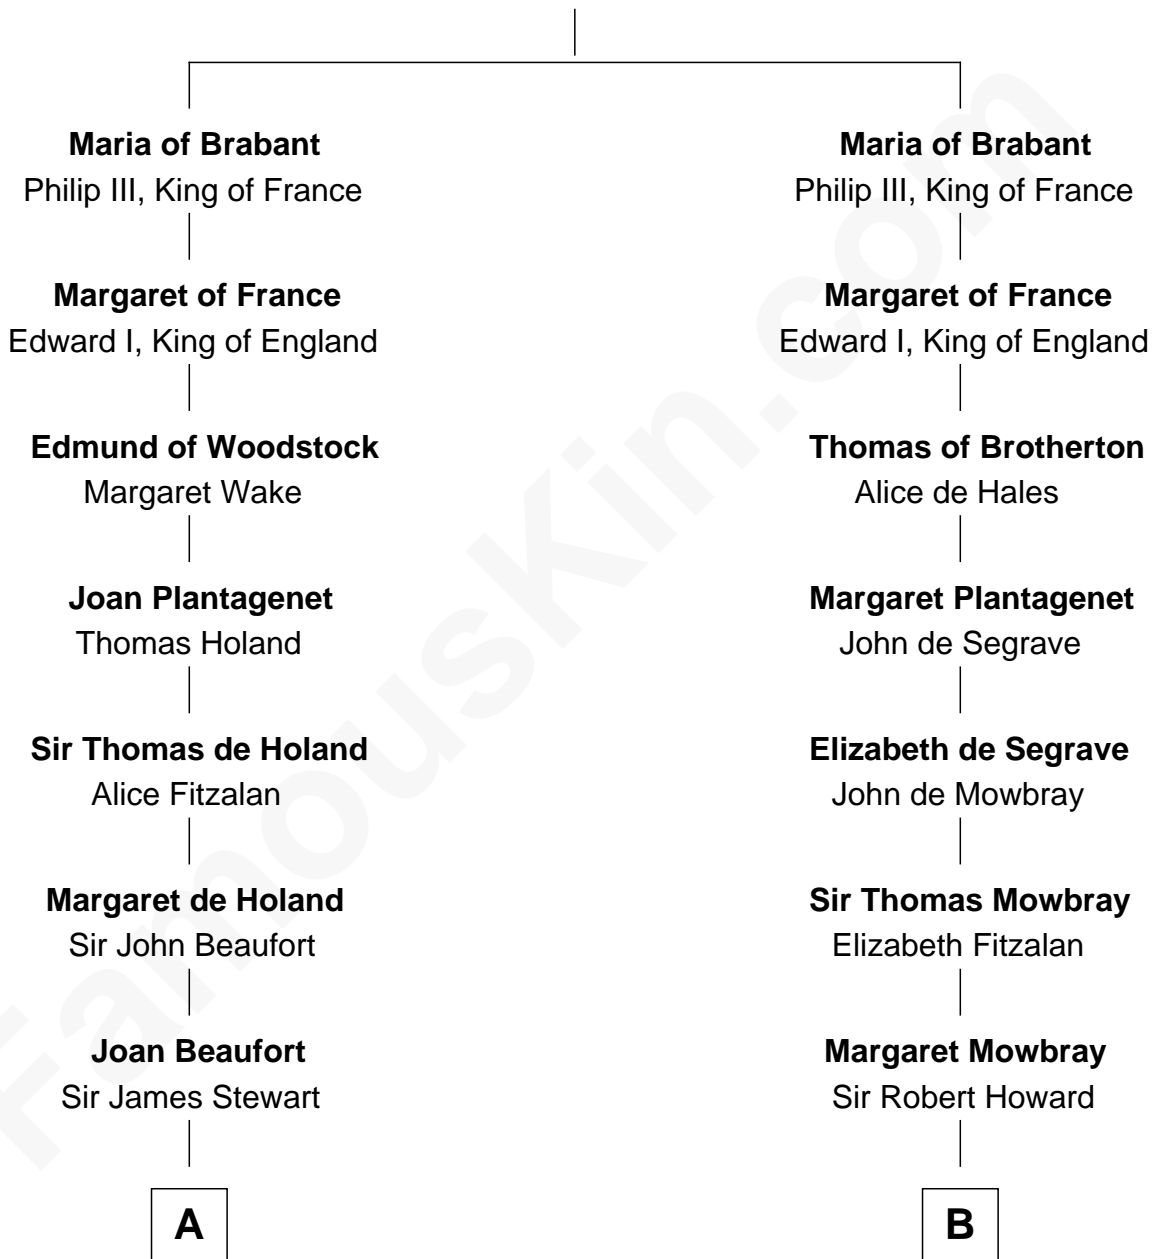 Maria of Brabant
Philip III, King of France
Margaret of France
Edward I, King of England
Edmund of Woodstock
Margaret Wake
Joan Plantagenet
Thomas Holand
Sir Thomas de Holand
Alice Fitzalan
Margaret de Holand
Sir John Beaufort
Joan Beaufort
Sir James Stewart
A
Maria of Brabant
Philip III, King of France
Margaret of France
Edward I, King of England
Thomas of Brotherton
Alice de Hales
Margaret Plantagenet
John de Segrave
Elizabeth de Segrave
John de Mowbray
Sir Thomas Mowbray
Elizabeth Fitzalan
Margaret Mowbray
Sir Robert Howard
B
FamousKin.com